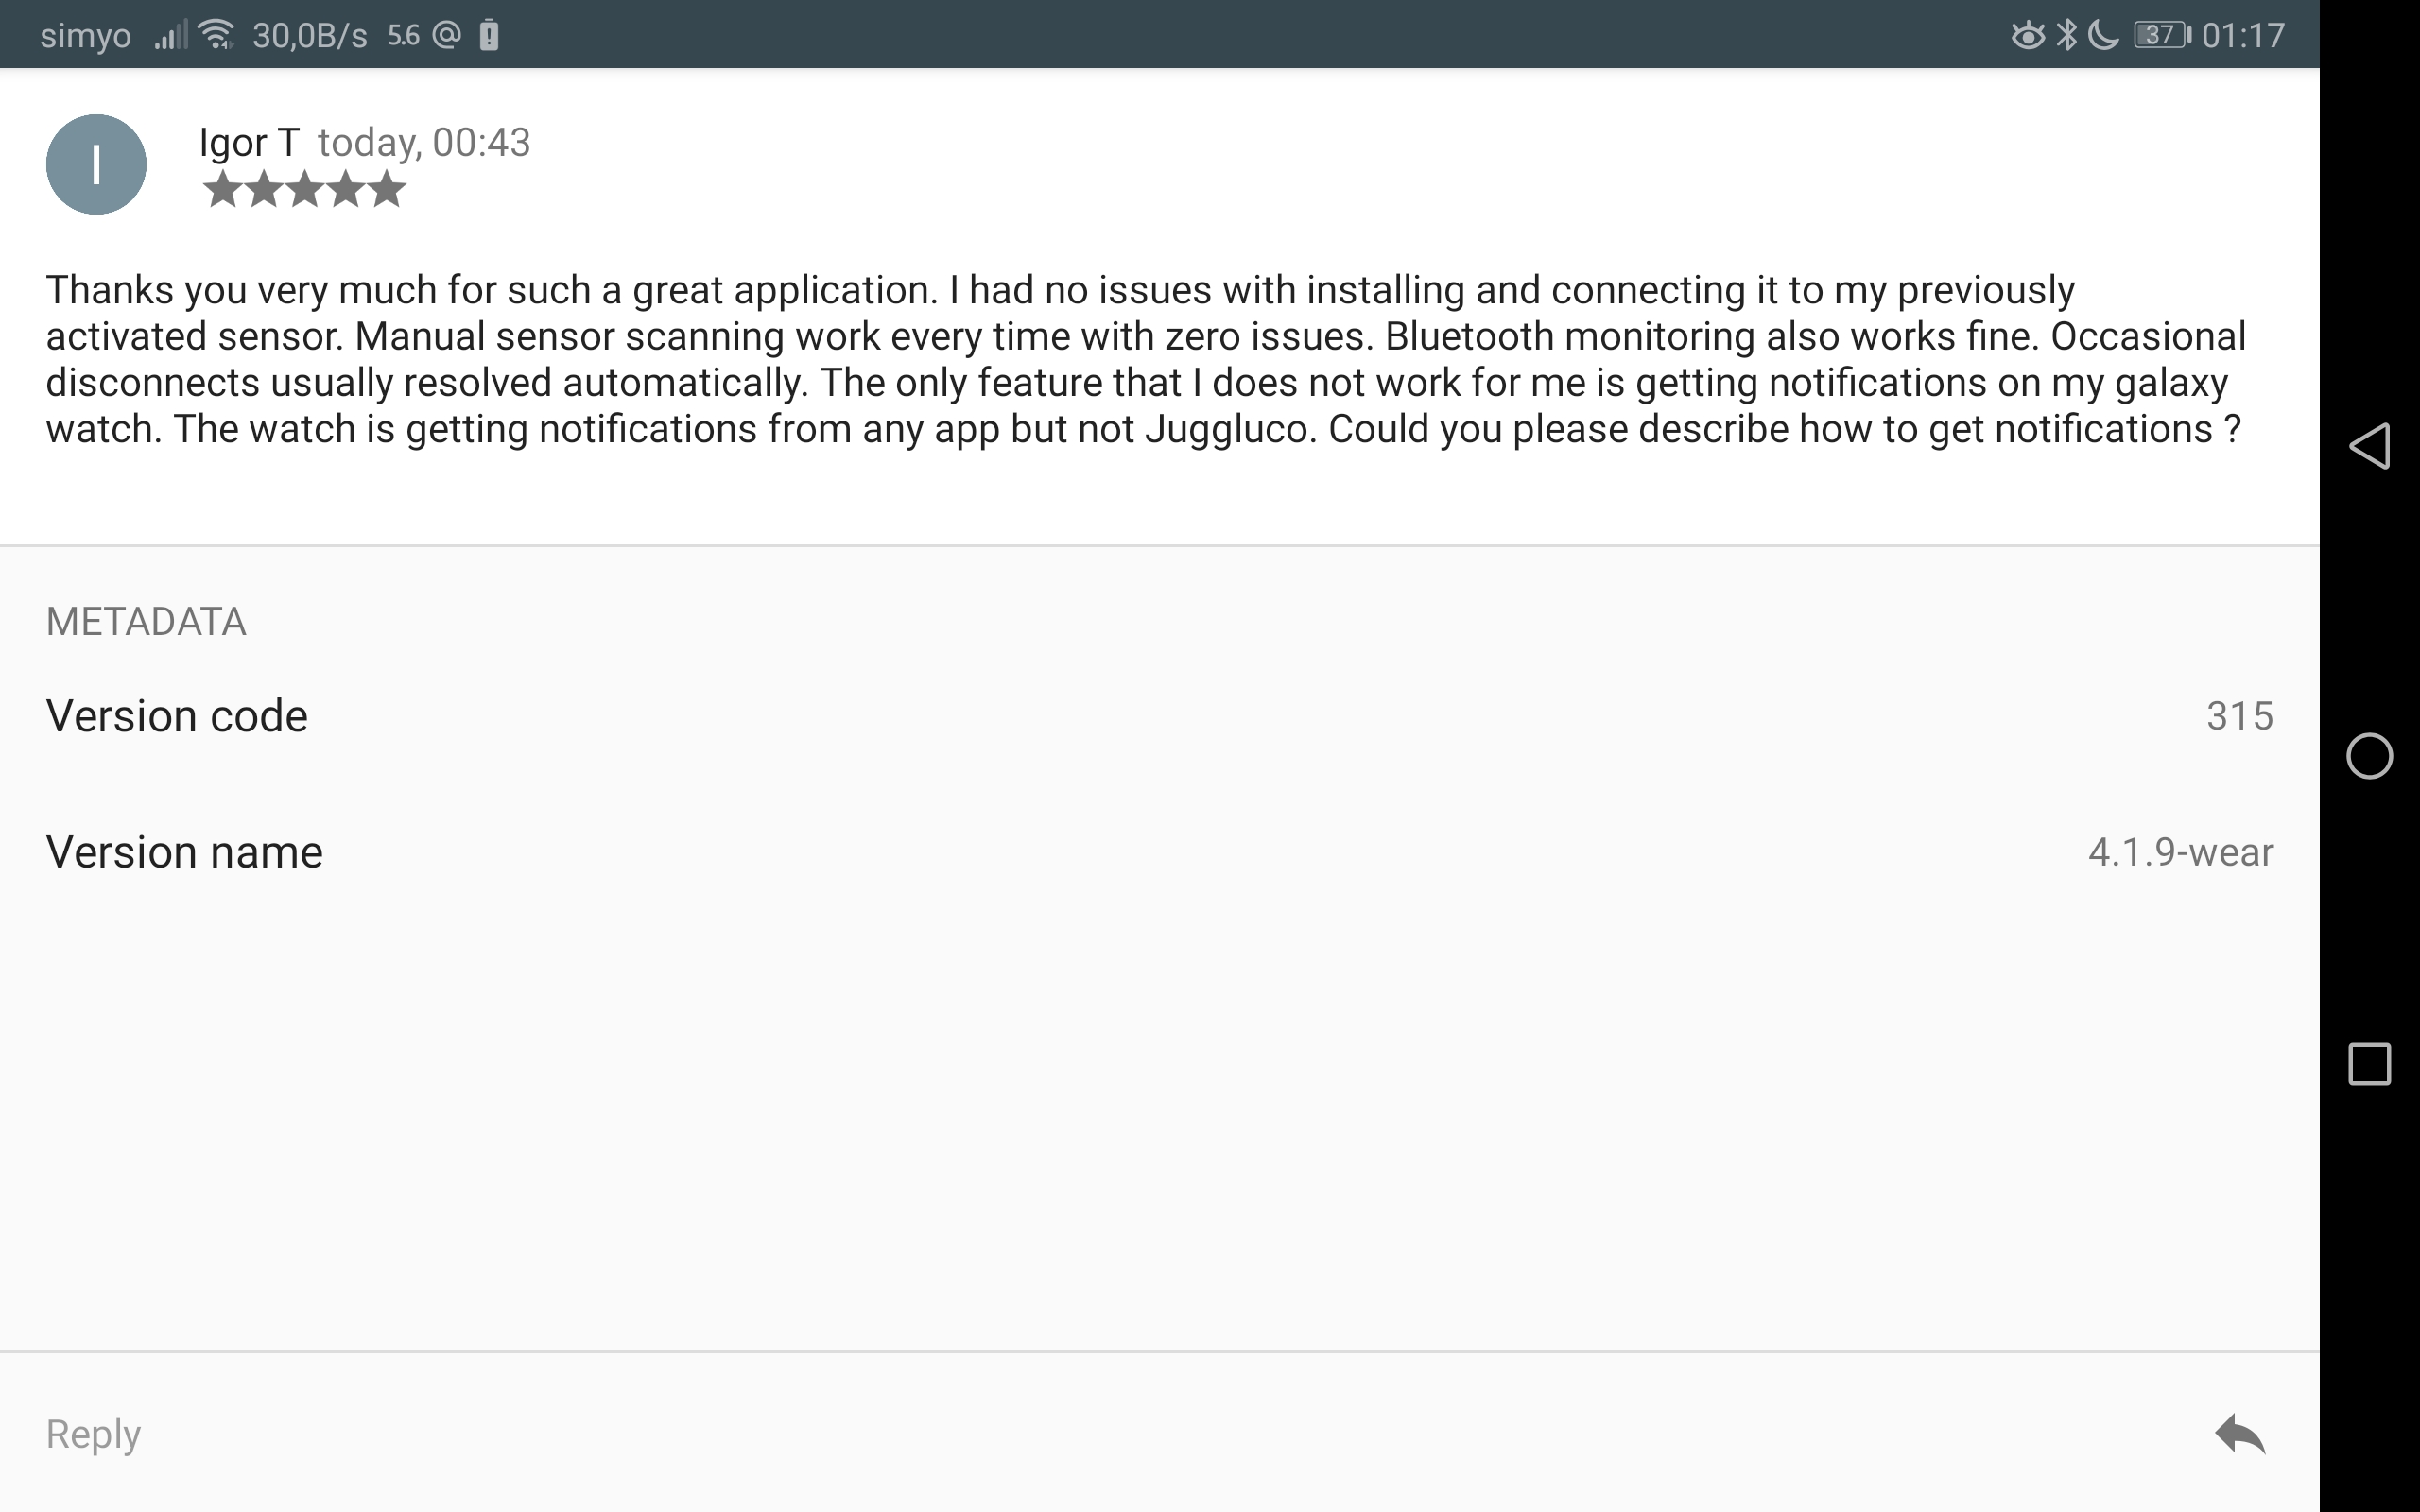 simyo 30,0B/s 5.6 @ 37 01:17
I
Igor T today, 00:43
Thanks you very much for such a great application. I had no issues with installing and connecting it to my previously
activated sensor. Manual sensor scanning work every time with zero issues. Bluetooth monitoring also works fine. Occasional
disconnects usually resolved automatically. The only feature that I does not work for me is getting notifications on my galaxy
watch. The watch is getting notifications from any app but not Juggluco. Could you please describe how to get notifications ?
METADATA
Version code 315
Version name 4.1.9-wear
Reply